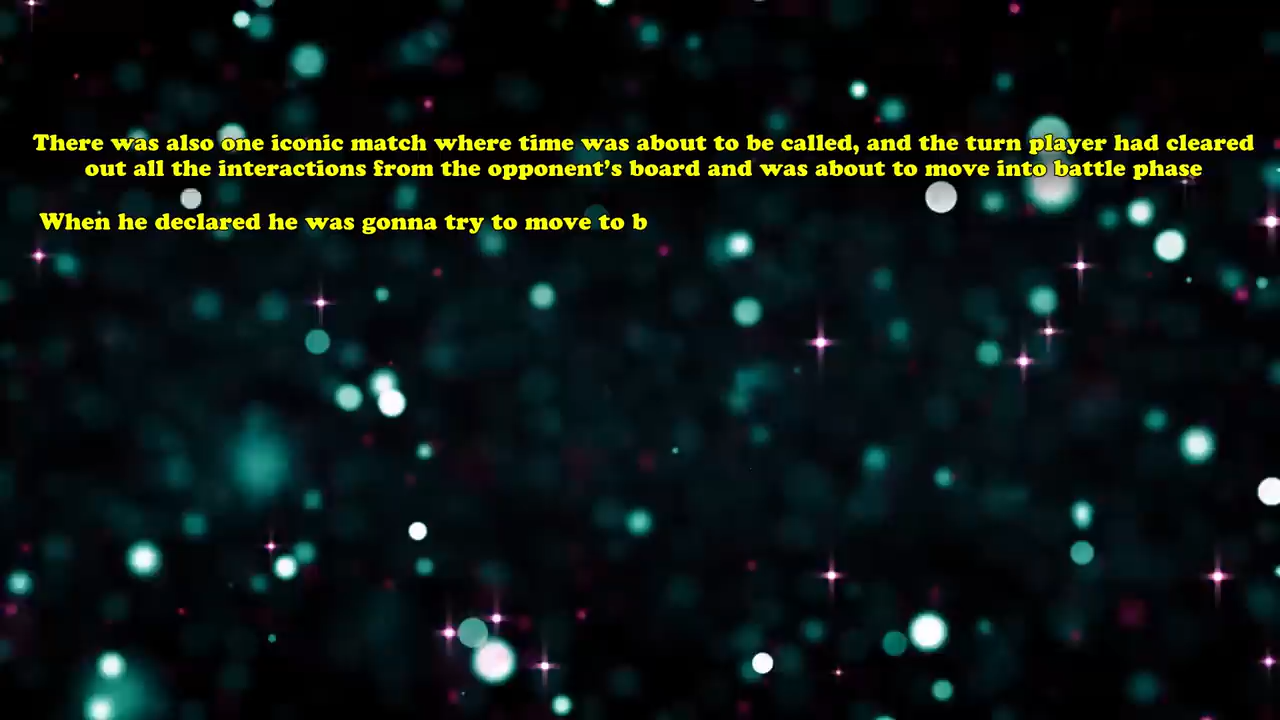 There was also one iconic match where time was about to be called, and the turn player had cleared
out all the interactions from the opponent’s board and was about to move into battle phase
When he declared he was gonna try to move to b